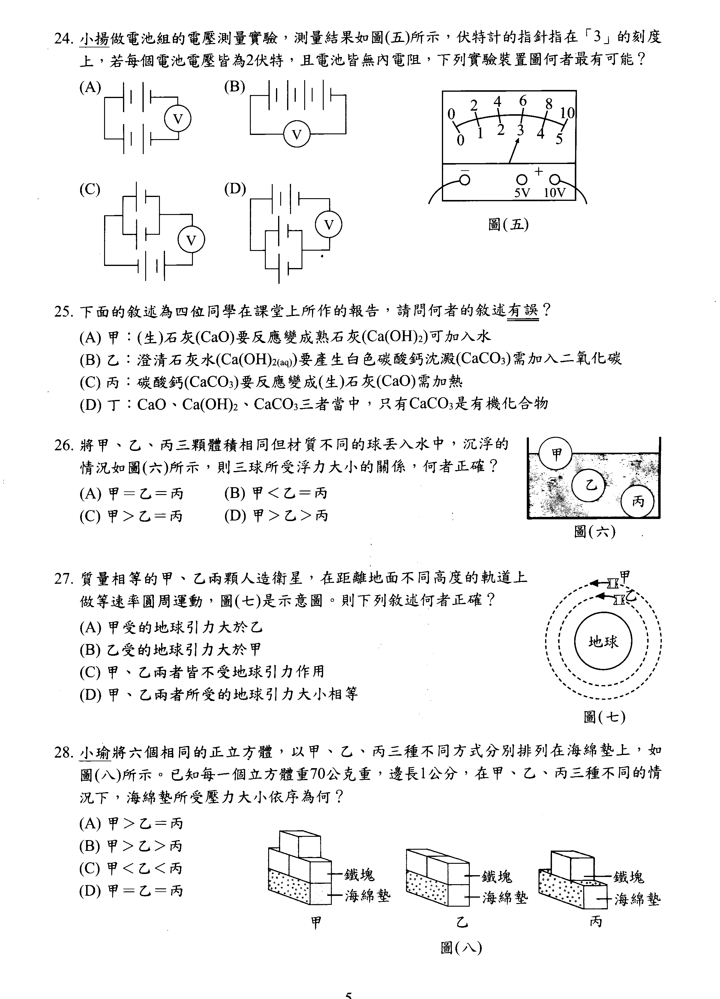 24. 小揚做電池組的電壓測量實驗，測量結果如圖(五)所示，伏特計的指針指在「3」的刻度
上，若每個電池電壓皆為2伏特，且電池皆無內電阻，下列實驗裝置圖何者最有可能？
(A)
V
(B)
V
(C)
V
(D)
V
0 2 4 6 8 10
0 1 2 3 4 5
− +
5V 10V
圖(五)
25. 下面的敘述為四位同學在課堂上所作的報告，請問何者的敘述有誤？
(A) 甲：(生)石灰(CaO)要反應變成熟石灰(Ca(OH)₂)可加入水
(B) 乙：澄清石灰水(Ca(OH)₂(aq))要產生白色碳酸鈣沈澱(CaCO₃)需加入二氧化碳
(C) 丙：碳酸鈣(CaCO₃)要反應變成(生)石灰(CaO)需加熱
(D) 丁：CaO、Ca(OH)₂、CaCO₃三者當中，只有CaCO₃是有機化合物
26. 將甲、乙、丙三顆體積相同但材質不同的球丟入水中，沉浮的
情況如圖(六)所示，則三球所受浮力大小的關係，何者正確？
(A) 甲＝乙＝丙 (B) 甲＜乙＝丙
(C) 甲＞乙＝丙 (D) 甲＞乙＞丙
甲
乙
丙
圖(六)
27. 質量相等的甲、乙兩顆人造衛星，在距離地面不同高度的軌道上
做等速率圓周運動，圖(七)是示意圖。則下列敘述何者正確？
(A) 甲受的地球引力大於乙
(B) 乙受的地球引力大於甲
(C) 甲、乙兩者皆不受地球引力作用
(D) 甲、乙兩者所受的地球引力大小相等
甲
乙
地球
圖(七)
28. 小瑜將六個相同的正立方體，以甲、乙、丙三種不同方式分別排列在海綿墊上，如
圖(八)所示。已知每一個立方體重70公克重，邊長1公分，在甲、乙、丙三種不同的情
況下，海綿墊所受壓力大小依序為何？
(A) 甲＞乙＝丙
(B) 甲＞乙＞丙
(C) 甲＜乙＜丙
(D) 甲＝乙＝丙
鐵塊
海綿墊
甲
鐵塊
海綿墊
乙
鐵塊
海綿墊
丙
圖(八)
5